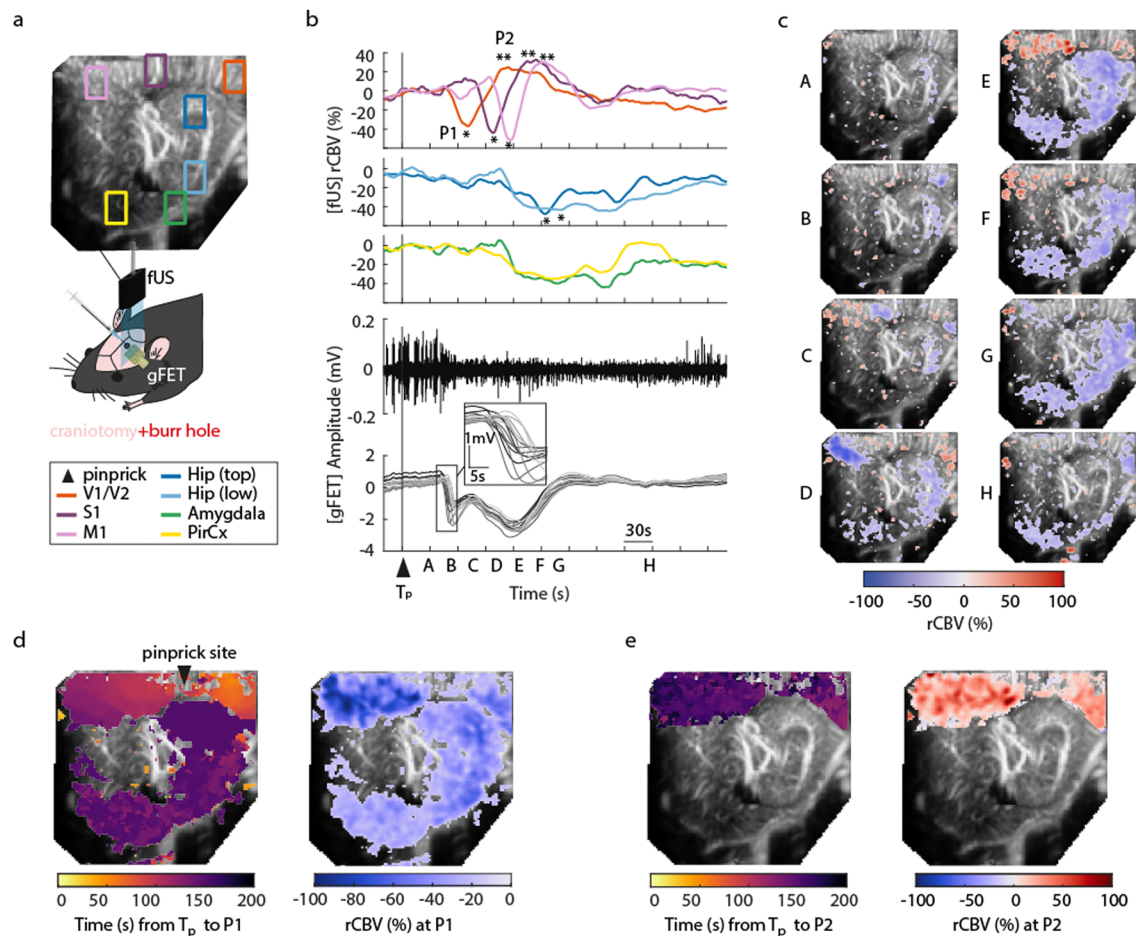 a
fUS
gFET
craniotomy+burr hole
pinprick
V1/V2
S1
M1
Hip (top)
Hip (low)
Amygdala
PirCx
b
[fUS] rCBV (%)
40
20
0
-20
-40
-60
P1
P2
*
*
*
**
**
**
0
-20
-40
*
*
0
-20
-40
-60
[gFET] Amplitude (mV)
0.2
0
-0.2
1mV
5s
2
0
-2
-4
30s
A B C D E F G H
Tp
Time (s)
c
A
B
C
D
E
F
G
H
-100 -50 0 50 100
rCBV (%)
d
pinprick site
0 50 100 150 200
Time (s) from Tp to P1
-100 -80 -60 -40 -20 0
rCBV (%) at P1
e
0 50 100 150 200
Time (s) from Tp to P2
-100 -50 0 50 100
rCBV (%) at P2